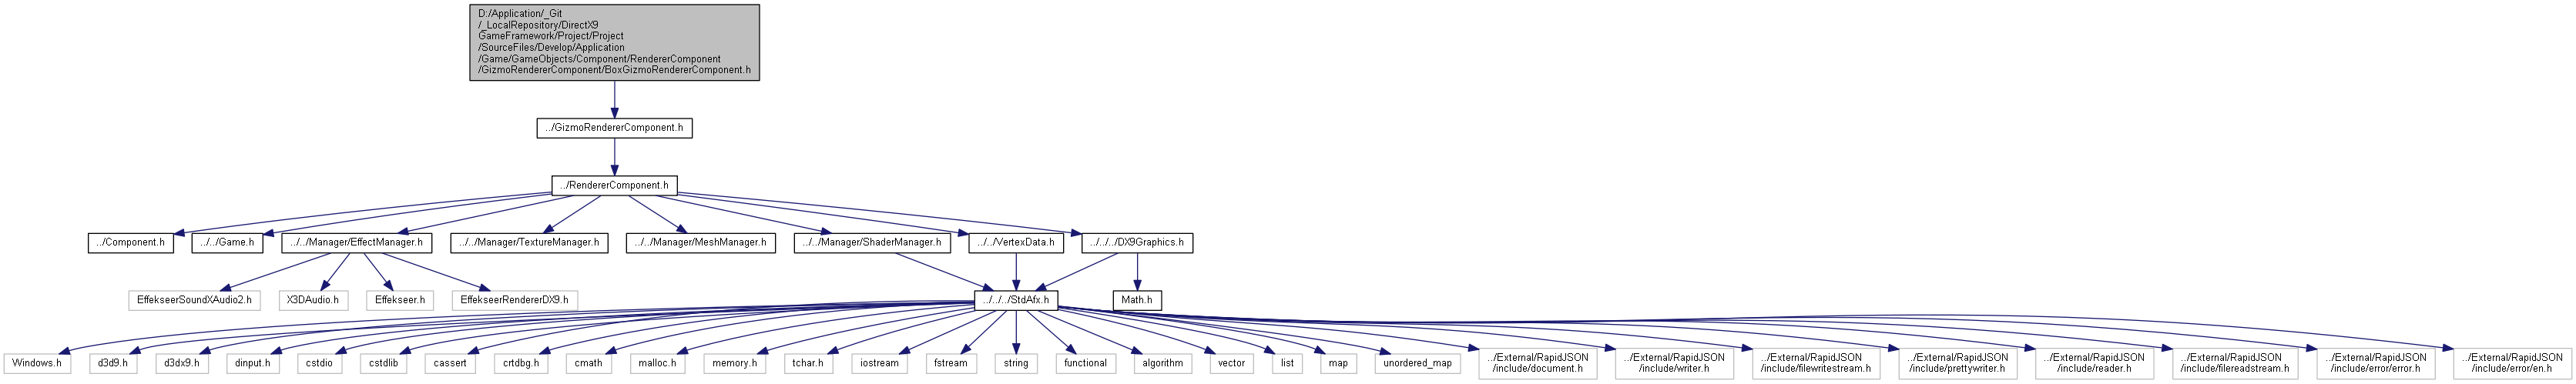 D:/Application/_Git
/_LocalRepository/DirectX9
GameFramework/Project/Project
/SourceFiles/Develop/Application
/Game/GameObjects/Component/RendererComponent
/GizmoRendererComponent/BoxGizmoRendererComponent.h
../GizmoRendererComponent.h
../RendererComponent.h
../Component.h
../../Game.h
../../Manager/EffectManager.h
../../Manager/TextureManager.h
../../Manager/MeshManager.h
../../Manager/ShaderManager.h
../../VertexData.h
../../../DX9Graphics.h
EffekseerSoundXAudio2.h
X3DAudio.h
Effekseer.h
EffekseerRendererDX9.h
../../../StdAfx.h
Math.h
Windows.h
d3d9.h
d3dx9.h
dinput.h
cstdio
cstdlib
cassert
crtdbg.h
cmath
malloc.h
memory.h
tchar.h
iostream
fstream
string
functional
algorithm
vector
list
map
unordered_map
../External/RapidJSON
/include/document.h
../External/RapidJSON
/include/writer.h
../External/RapidJSON
/include/filewritestream.h
../External/RapidJSON
/include/prettywriter.h
../External/RapidJSON
/include/reader.h
../External/RapidJSON
/include/filereadstream.h
../External/RapidJSON
/include/error/error.h
../External/RapidJSON
/include/error/en.h